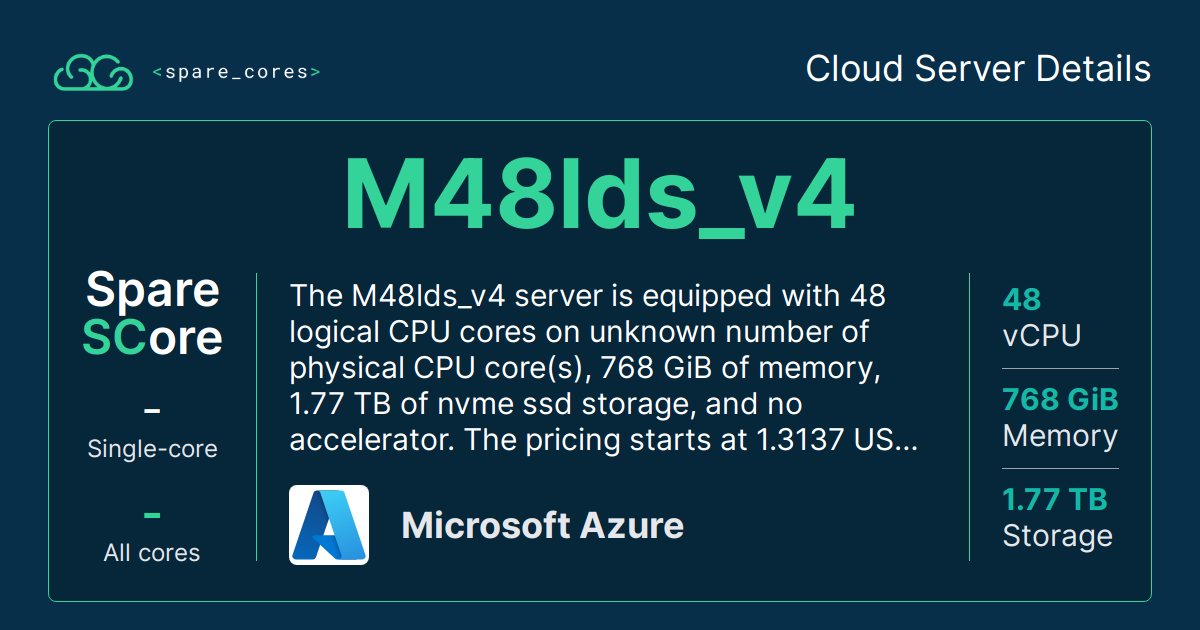 <spare_cores>
Cloud Server Details
M48lds_v4
Spare
SCore
–
Single-core
–
All cores
The M48lds_v4 server is equipped with 48
logical CPU cores on unknown number of
physical CPU core(s), 768 GiB of memory,
1.77 TB of nvme ssd storage, and no
accelerator. The pricing starts at 1.3137 US...
Microsoft Azure
48
vCPU
768 GiB
Memory
1.77 TB
Storage